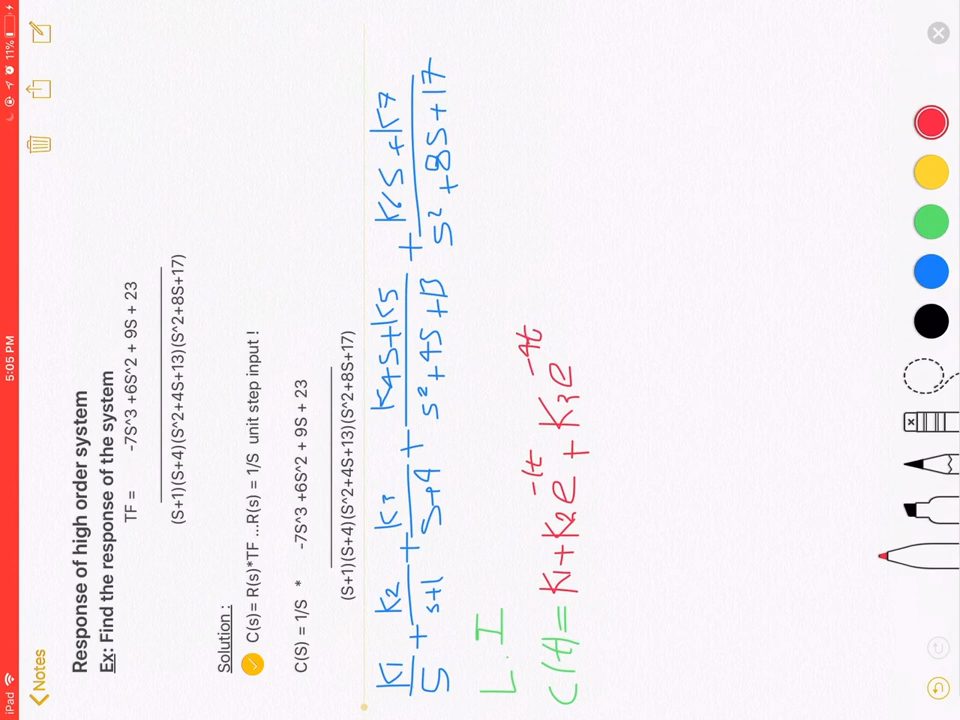 iPad 5:05 PM 11%
Notes
Response of high order system
Ex: Find the response of the system
TF = -7S^3 +6S^2 + 9S + 23
(S+1)(S+4)(S^2+4S+13)(S^2+8S+17)
Solution :
C(s)= R(s)*TF ...R(s) = 1/S unit step input !
C(S) = 1/S * -7S^3 +6S^2 + 9S + 23
(S+1)(S+4)(S^2+4S+13)(S^2+8S+17)
K1 + K2 + K3 + K4S+K5 + K6S+K7
S S+1 S+4 S²+4S+13 S²+8S+17
L.I
C(t)= K1+K2e^-1t + K3e^-4t